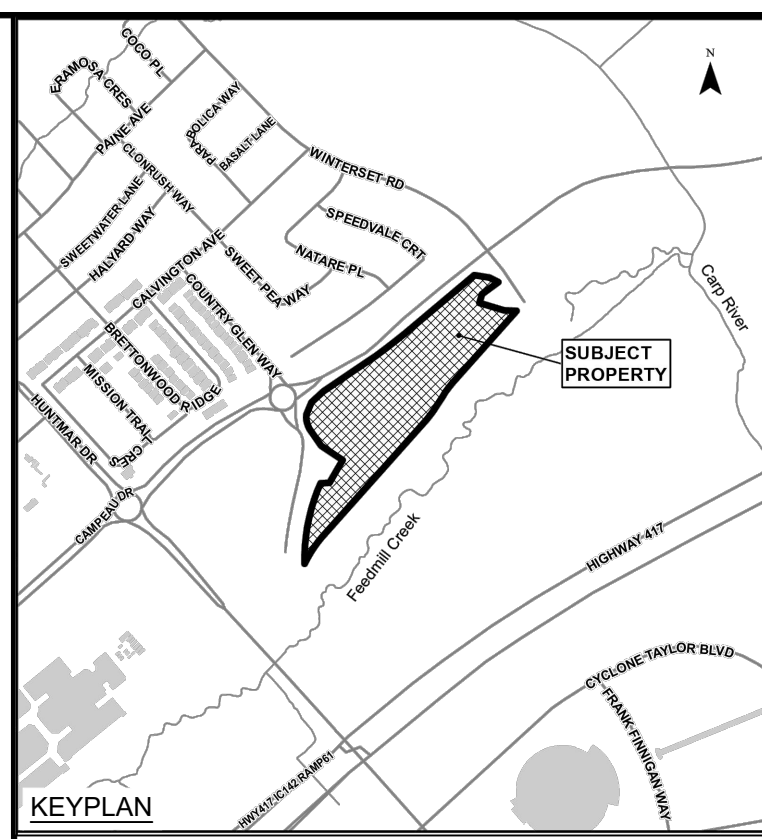 COCO PL
ERAMOSA CRES
PAINE AVE
N
BOLICA WAY
PARA
BASALT LANE
CLONRUSH WAY
WINTERSET RD
SWEETWATER LANE
HALYARD WAY
SPEEDVALE CRT
NATARE PL
CALVINGTON AVE
SWEET PEA WAY
COUNTRY GLEN WAY
Carp River
BRETTONWOOD RIDGE
MISSION TRAIL CRES
SUBJECT
PROPERTY
HUNTMAR DR
CAMPEAU DR
Feedmill Creek
HIGHWAY 417
CYCLONE TAYLOR BLVD
FRANK FINNIGAN WAY
HWY417 IC142 RAMP61
KEYPLAN